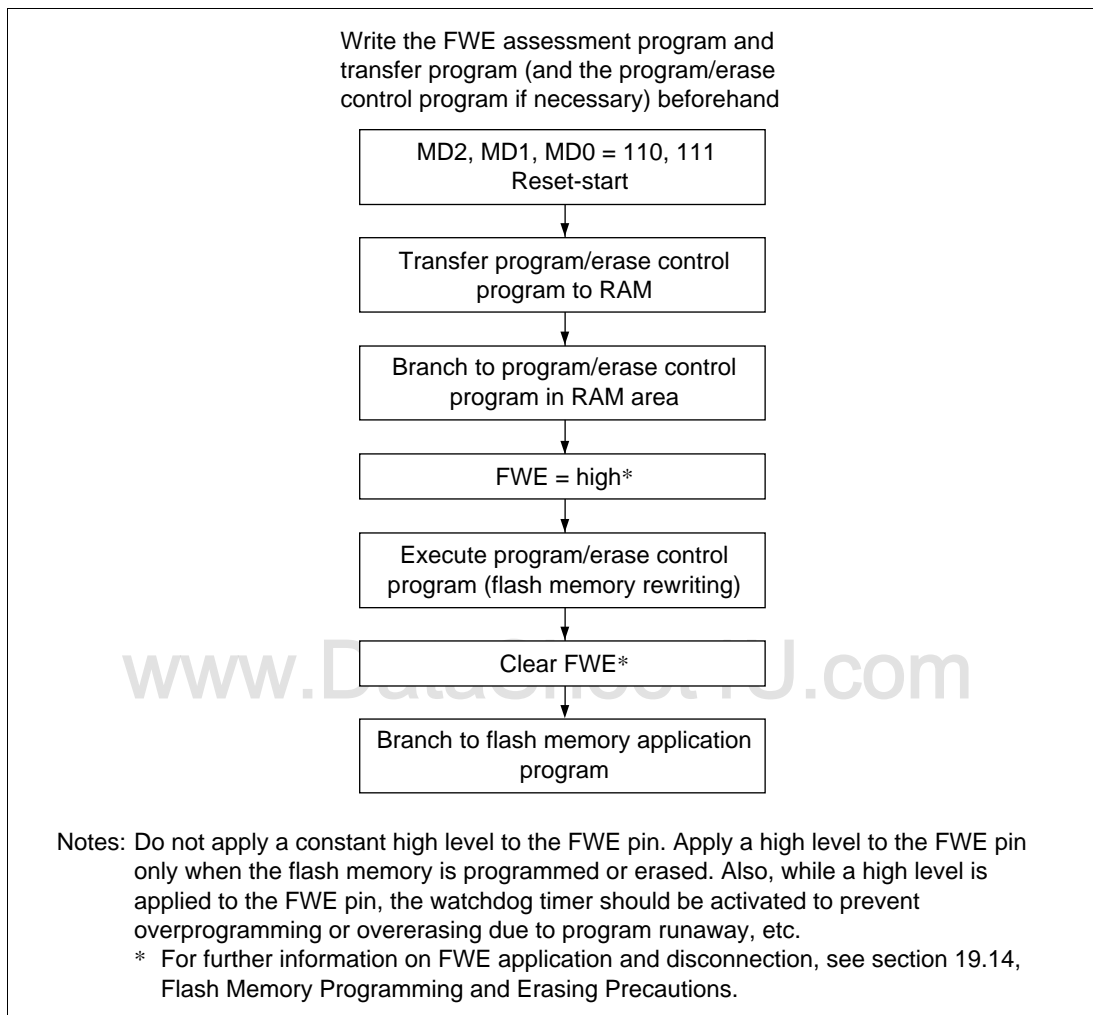 Write the FWE assessment program and
transfer program (and the program/erase
control program if necessary) beforehand
MD2, MD1, MD0 = 110, 111
Reset-start
Transfer program/erase control
program to RAM
Branch to program/erase control
program in RAM area
FWE = high*
Execute program/erase control
program (flash memory rewriting)
www.DataSheet4U.com
Clear FWE*
Branch to flash memory application
program
Notes: Do not apply a constant high level to the FWE pin. Apply a high level to the FWE pin
only when the flash memory is programmed or erased. Also, while a high level is
applied to the FWE pin, the watchdog timer should be activated to prevent
overprogramming or overerasing due to program runaway, etc.
* For further information on FWE application and disconnection, see section 19.14,
Flash Memory Programming and Erasing Precautions.